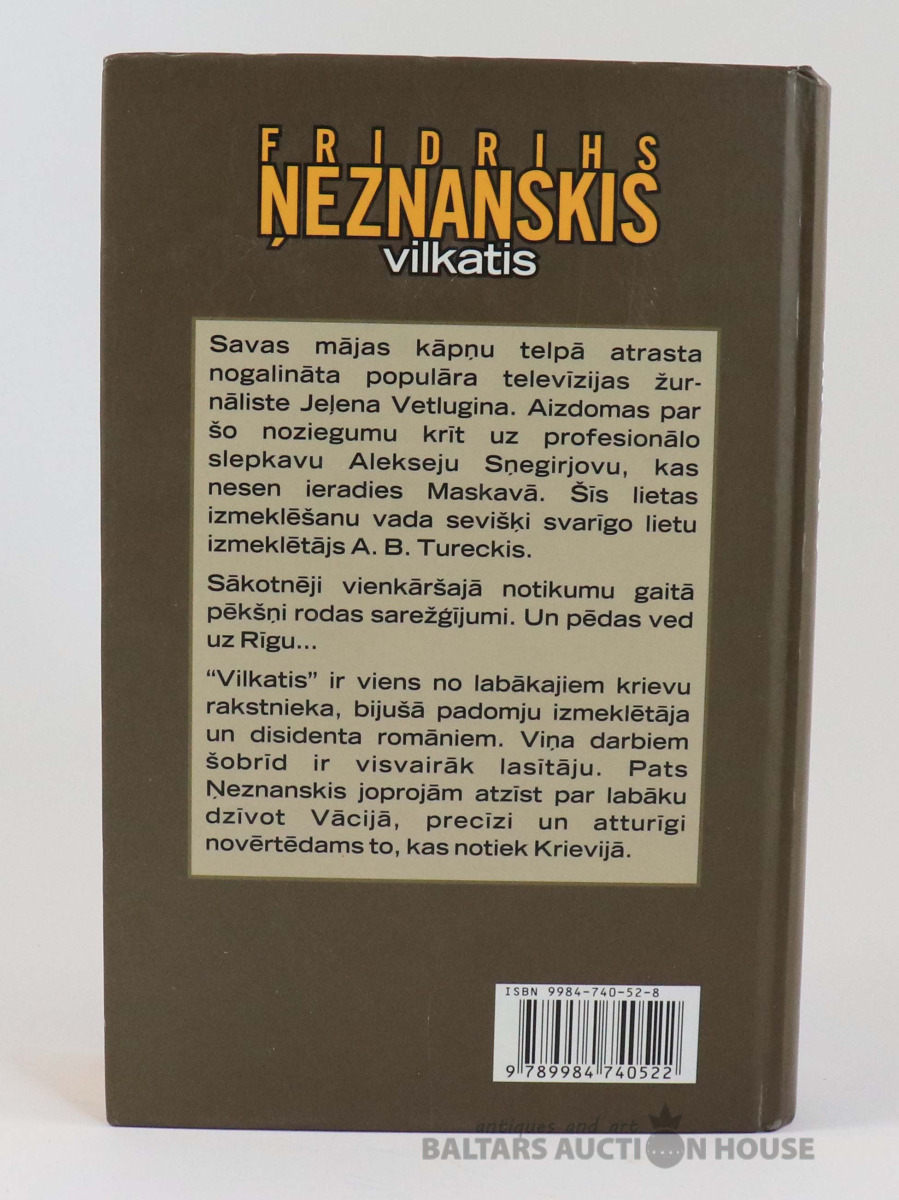 FRIDRIHS
ŅEZNANSKIS
vilkatis
Savas mājas kāpņu telpā atrasta
nogalināta populāra televīzijas žur-
nāliste Jeļena Vetlugina. Aizdomas par
šo noziegumu krīt uz profesionālo
slepkavu Alekseju Sņegirjovu, kas
nesen ieradies Maskavā. Šīs lietas
izmeklēšanu vada sevišķi svarīgo lietu
izmeklētājs A. B. Tureckis.
Sākotnēji vienkāršajā notikumu gaitā
pēkšņi rodas sarežģījumi. Un pēdas ved
uz Rīgu...
“Vilkatis” ir viens no labākajiem krievu
rakstnieka, bijušā padomju izmeklētāja
un disidenta romāniem. Viņa darbiem
šobrīd ir visvairāk lasītāju. Pats
Ņeznanskis joprojām atzīst par labāku
dzīvot Vācijā, precīzi un atturīgi
novērtēdams to, kas notiek Krievijā.
ISBN 9984-740-52-8
9 789984 740522
antiques and art
BALTARS AUCTION HOUSE